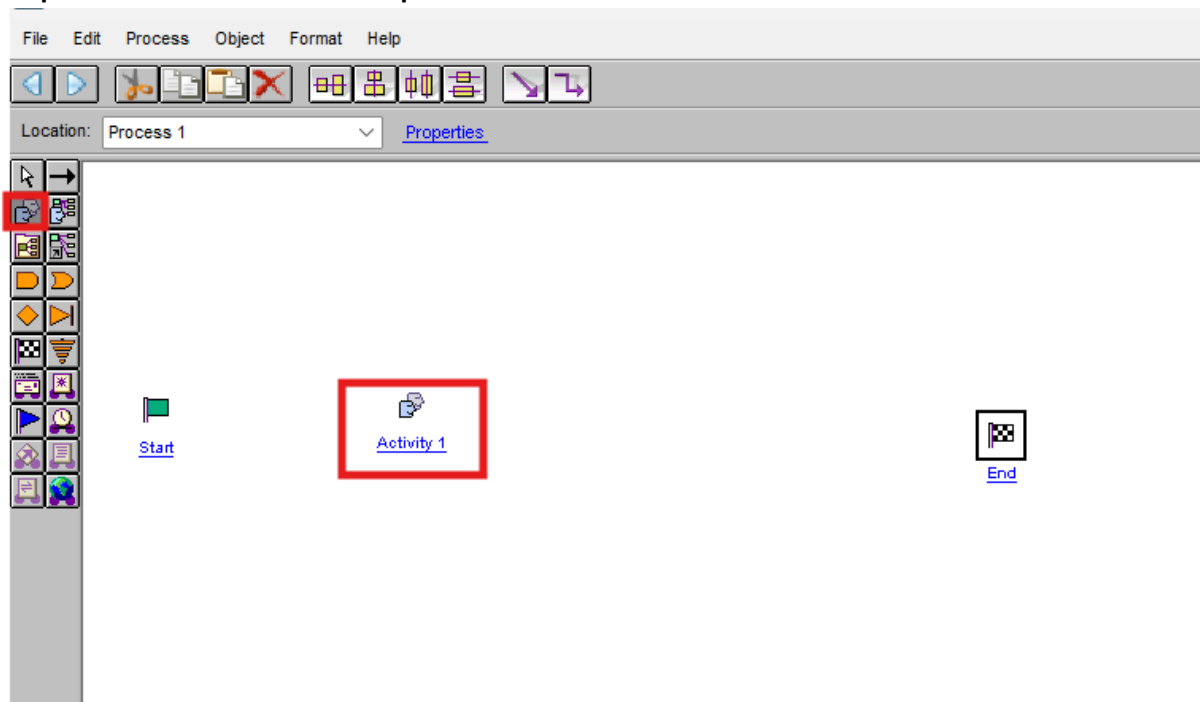 File Edit Process Object Format Help
Location: Process 1 Properties
Start
Activity 1
End